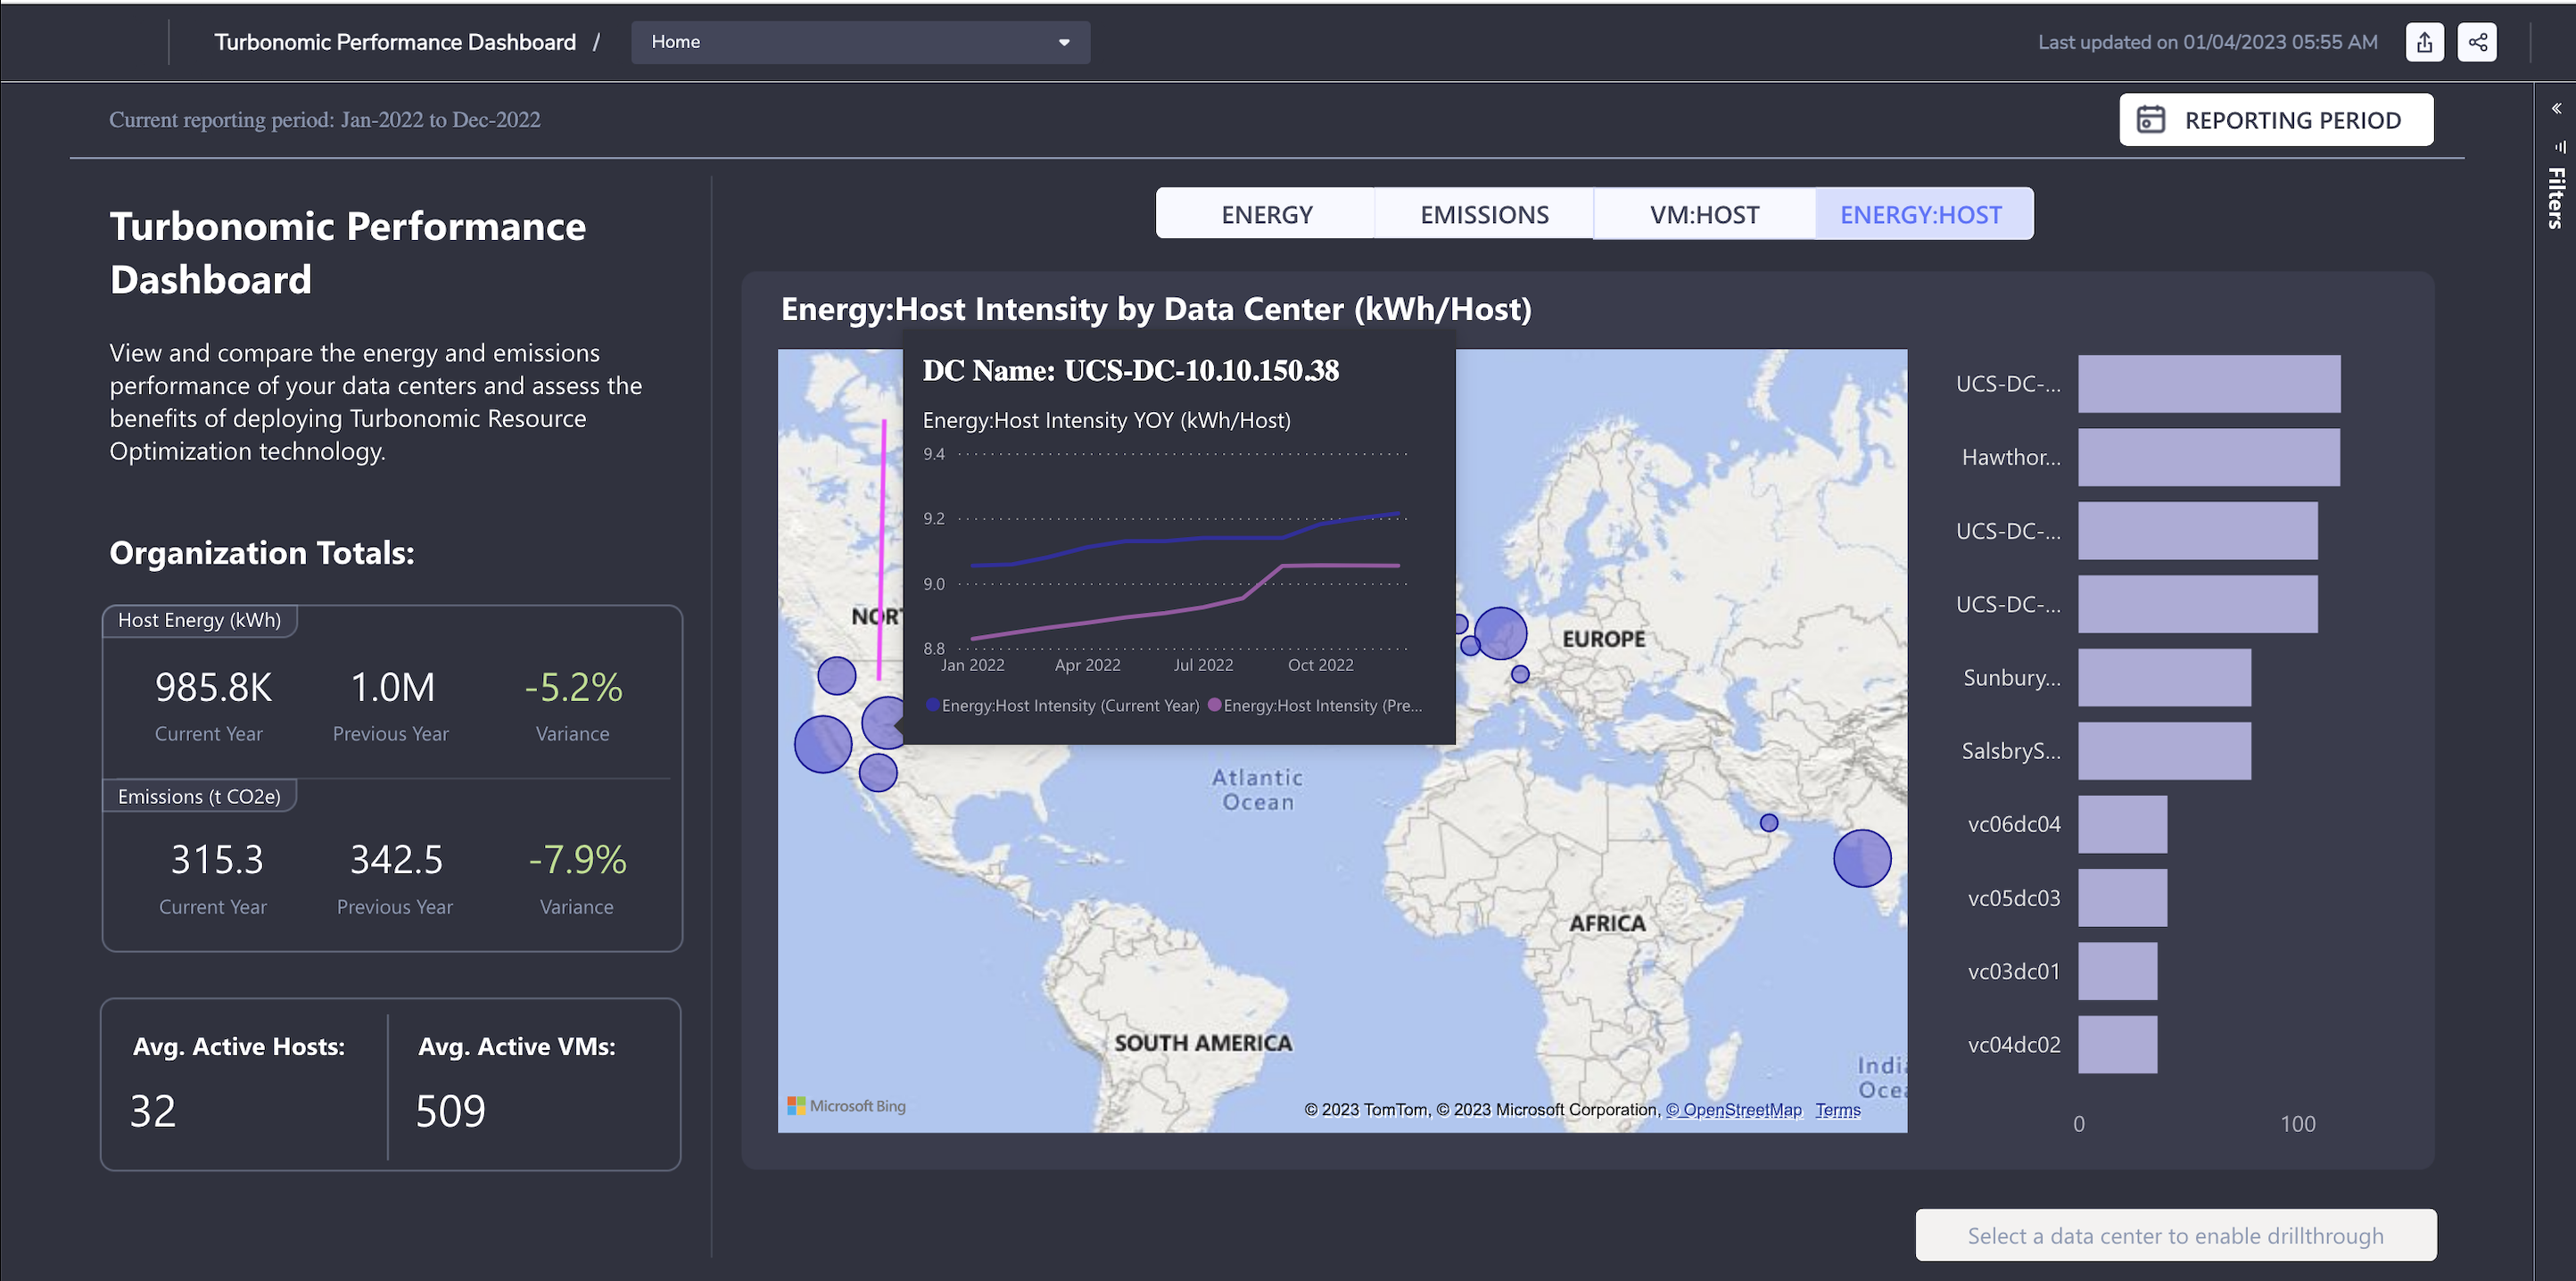 Turbonomic Performance Dashboard / Home
Last updated on 01/04/2023 05:55 AM
Current reporting period: Jan-2022 to Dec-2022
REPORTING PERIOD
Filters
Turbonomic Performance
Dashboard
View and compare the energy and emissions
performance of your data centers and assess the
benefits of deploying Turbonomic Resource
Optimization technology.
Organization Totals:
Host Energy (kWh)
985.8K 1.0M -5.2%
Current Year Previous Year Variance
Emissions (t CO2e)
315.3 342.5 -7.9%
Current Year Previous Year Variance
Avg. Active Hosts: Avg. Active VMs:
32 509
ENERGY EMISSIONS VM:HOST ENERGY:HOST
Energy:Host Intensity by Data Center (kWh/Host)
DC Name: UCS-DC-10.10.150.38
Energy:Host Intensity YOY (kWh/Host)
9.4
9.2
9.0
8.8
Jan 2022 Apr 2022 Jul 2022 Oct 2022
Energy:Host Intensity (Current Year) Energy:Host Intensity (Pre...
NORT
EUROPE
Atlantic
Ocean
AFRICA
SOUTH AMERICA
India
Ocea
Microsoft Bing
© 2023 TomTom, © 2023 Microsoft Corporation, © OpenStreetMap Terms
UCS-DC-...
Hawthor...
UCS-DC-...
UCS-DC-...
Sunbury...
SalsbryS...
vc06dc04
vc05dc03
vc03dc01
vc04dc02
0 100
Select a data center to enable drillthrough